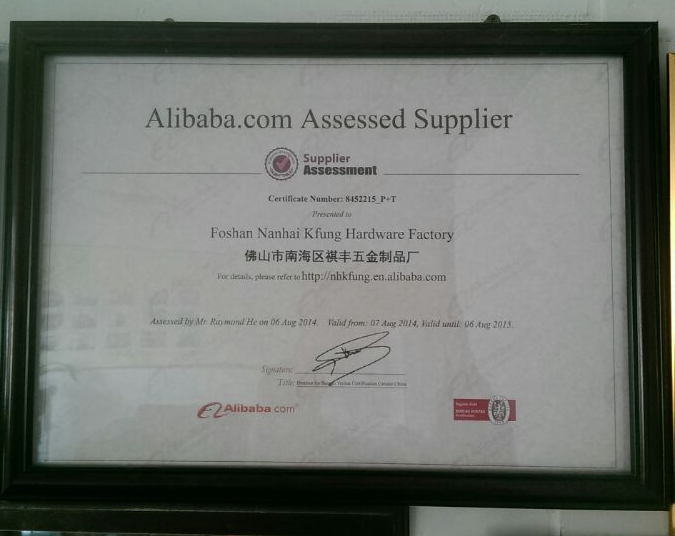 Alibaba.com Assessed Supplier
Supplier
Assessment
Certificate Number: 8452215_P+T
Presented to
Foshan Nanhai Kfung Hardware Factory
佛山市南海区祺丰五金制品厂
For details, please refer to http://nhkfung.en.alibaba.com
Assessed by Mr. Raymond He on 06 Aug 2014. Valid from: 07 Aug 2014, Valid until: 06 Aug 2015.
Signature:
Title:
Alibaba.com